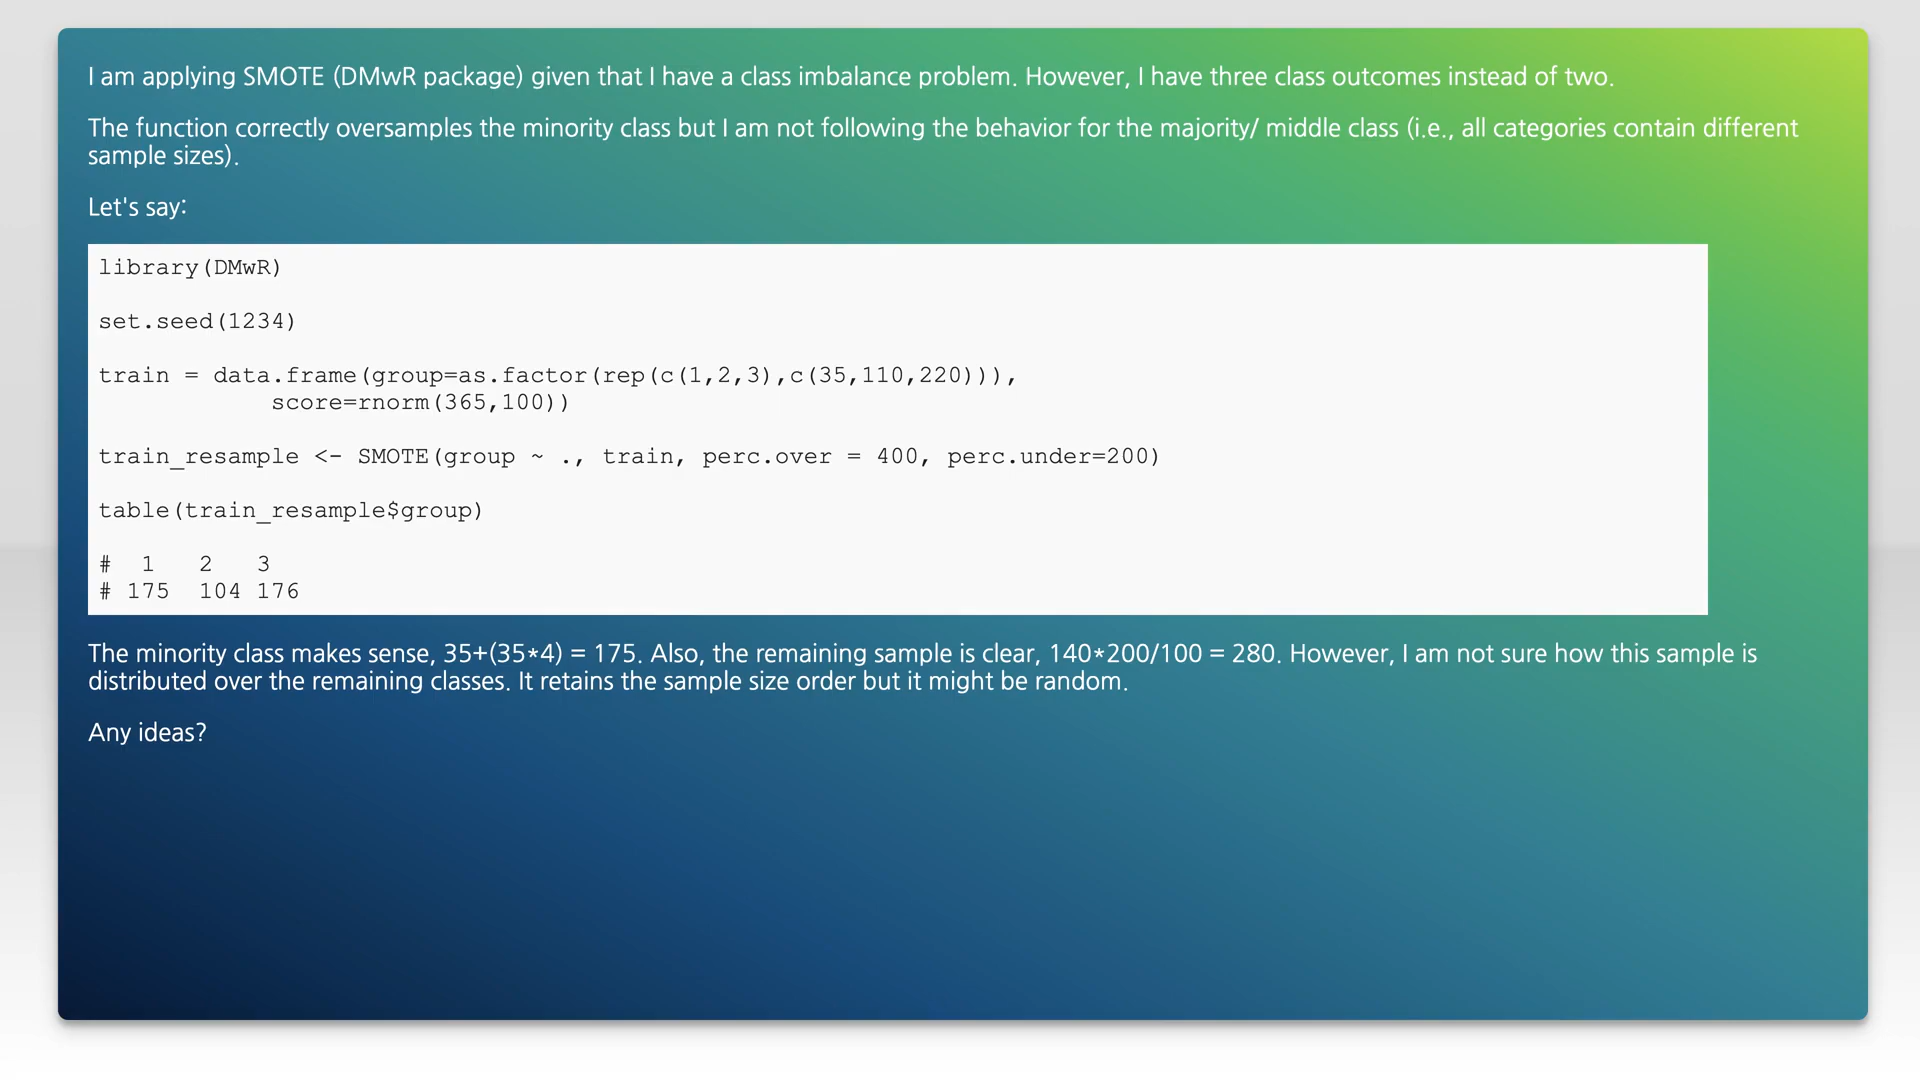 I am applying SMOTE (DMwR package) given that I have a class imbalance problem. However, I have three class outcomes instead of two.
The function correctly oversamples the minority class but I am not following the behavior for the majority/ middle class (i.e., all categories contain different
sample sizes).
Let's say:
library(DMwR)
set.seed(1234)
train = data.frame(group=as.factor(rep(c(1,2,3),c(35,110,220))),
            score=rnorm(365,100))
train_resample <- SMOTE(group ~ ., train, perc.over = 400, perc.under=200)
table(train_resample$group)
#  1   2   3
# 175  104 176
The minority class makes sense, 35+(35*4) = 175. Also, the remaining sample is clear, 140*200/100 = 280. However, I am not sure how this sample is
distributed over the remaining classes. It retains the sample size order but it might be random.
Any ideas?